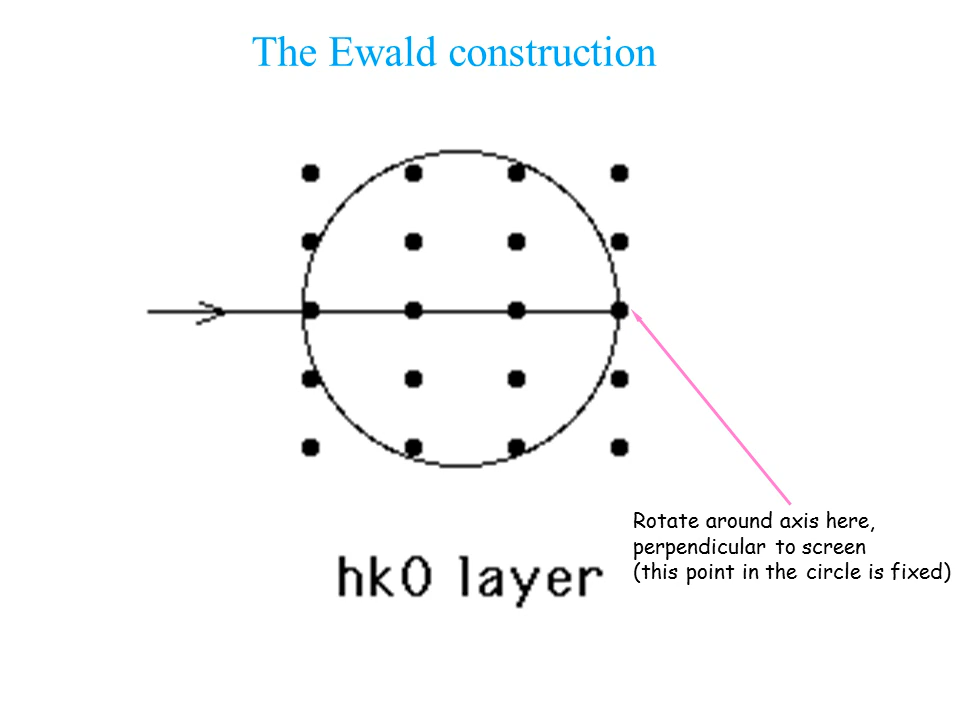 The Ewald construction
Rotate around axis here,
perpendicular to screen
(this point in the circle is fixed)
hk0 layer